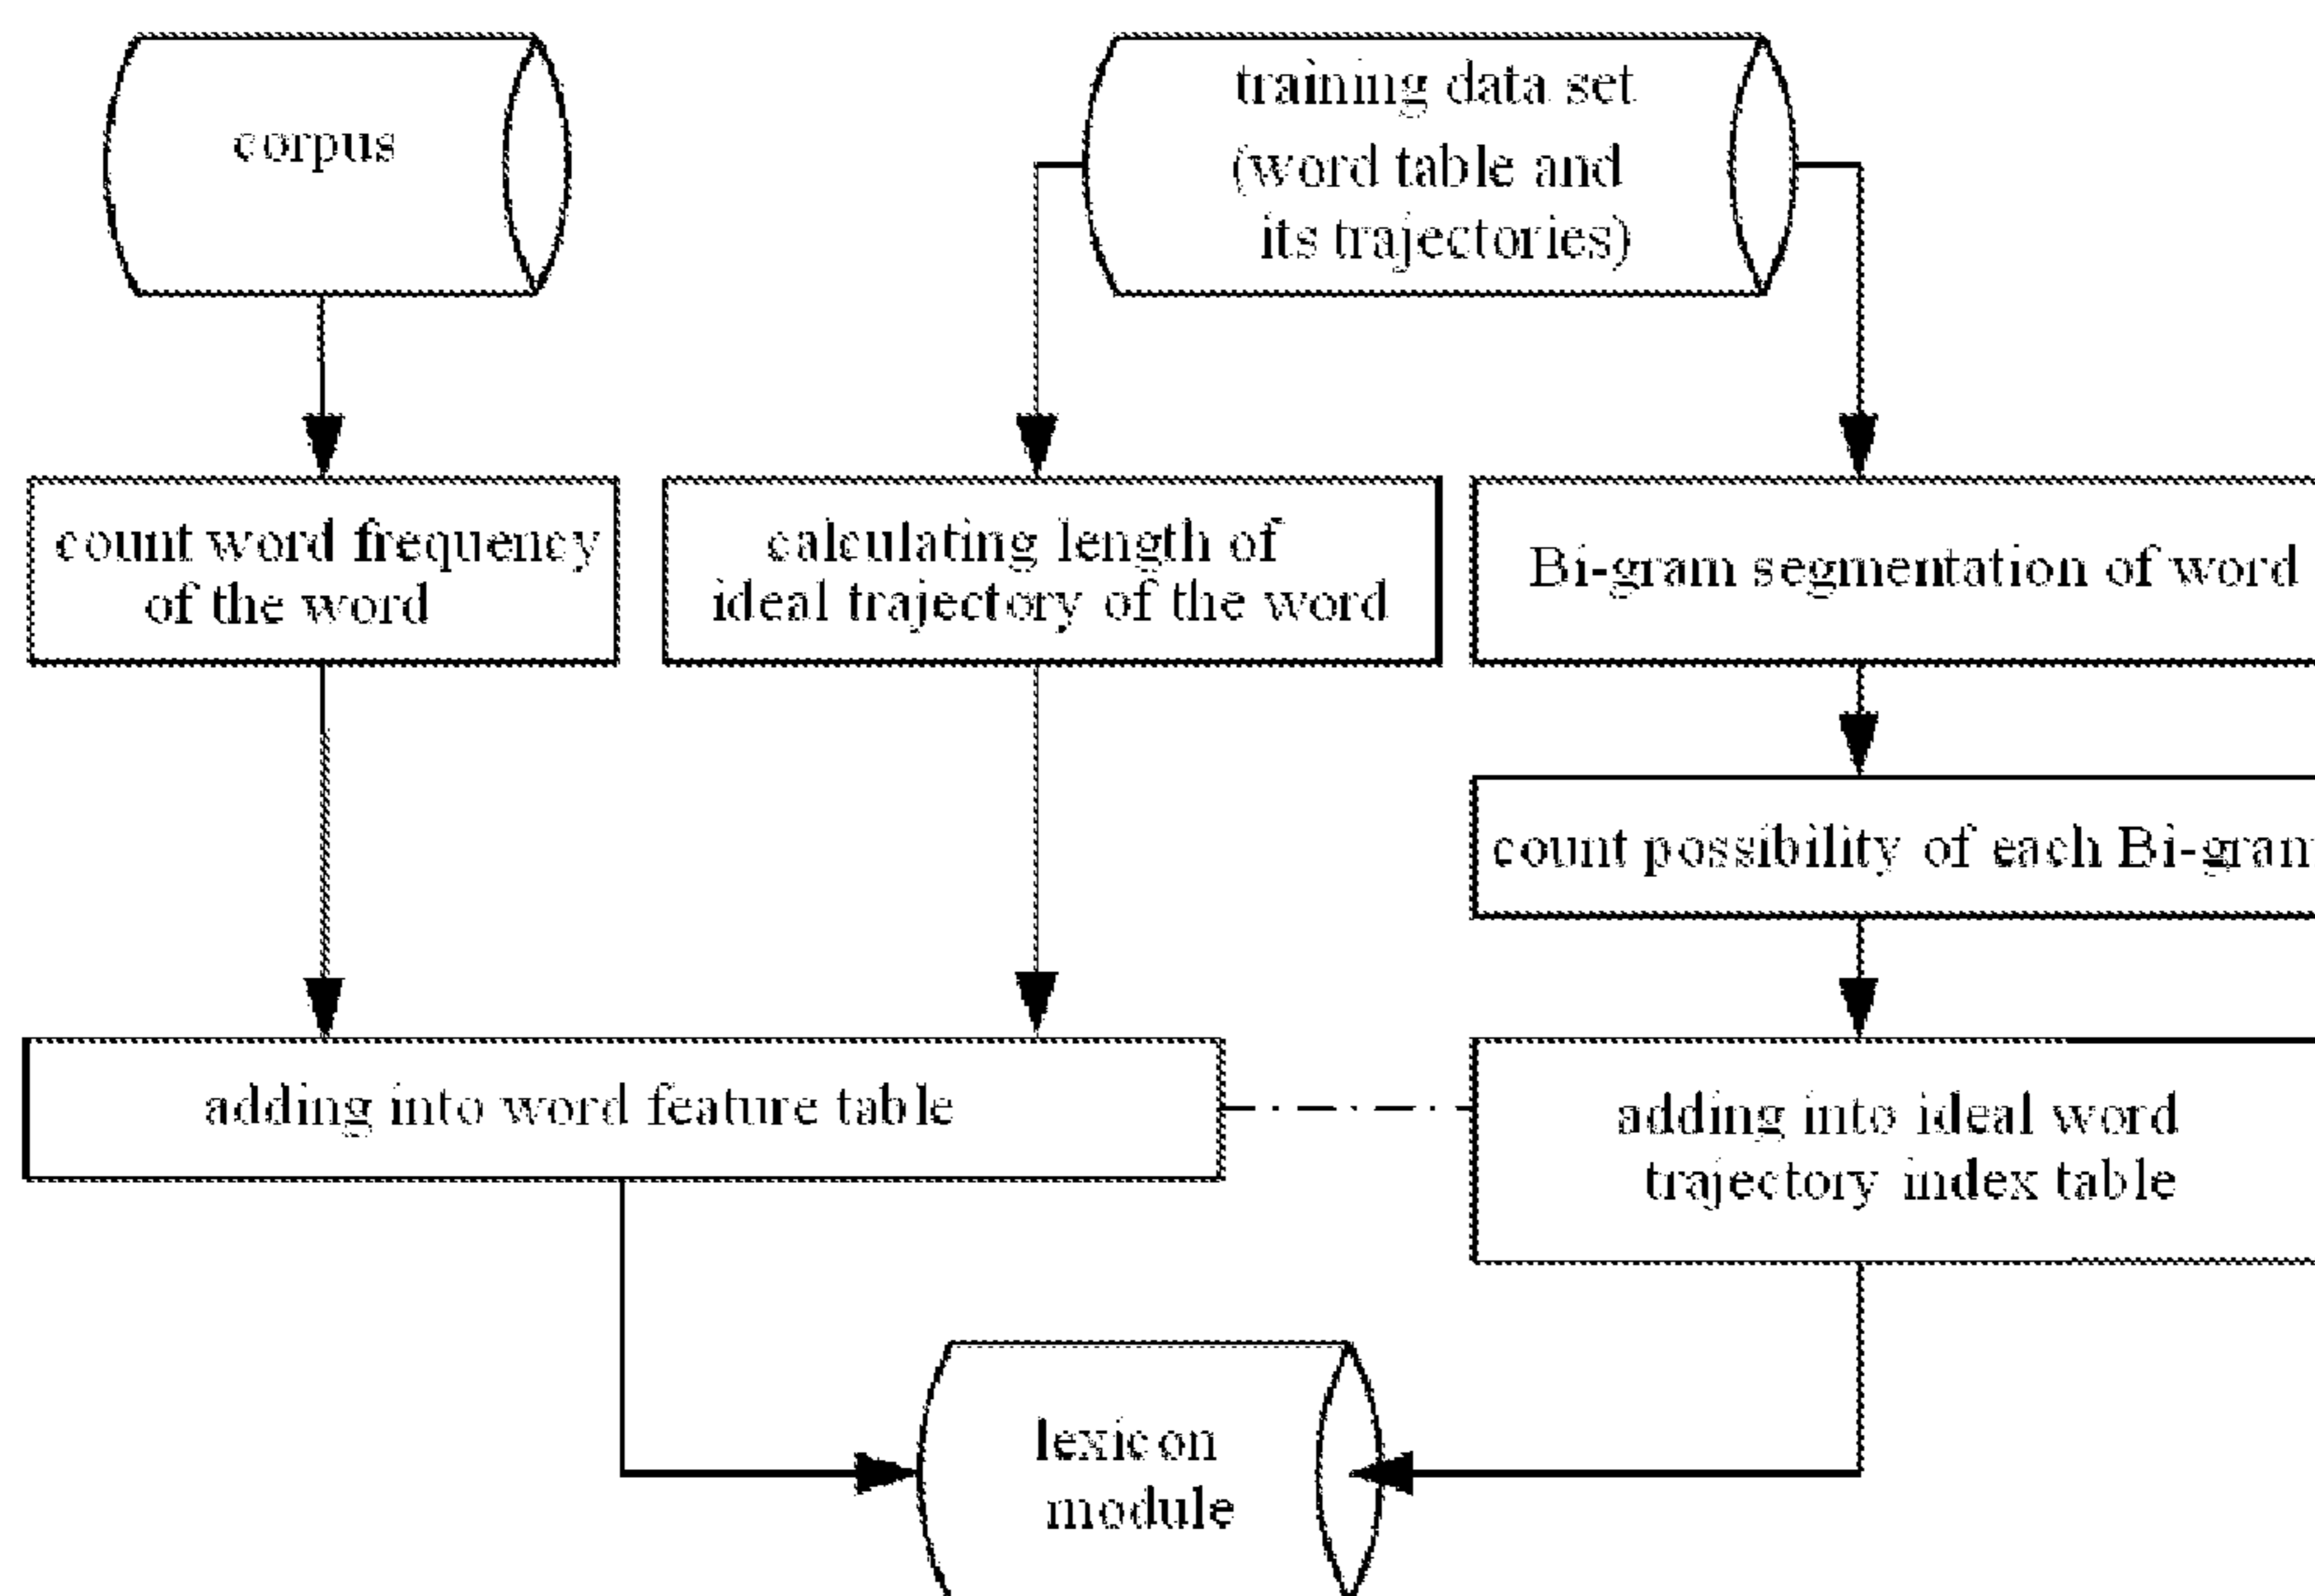 corpus
training data set
(word table and
its trajectories)
count word frequency
of the word
calculating length of
ideal trajectory of the word
Bi-gram segmentation of word
count possibility of each Bi-gram
adding into word feature table
adding into ideal word
trajectory index table
lexicon
module